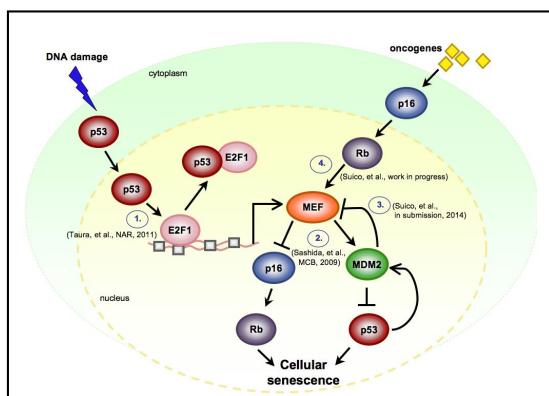 DNA damage
oncogenes
cytoplasm
p53
p16
p53
E2F1
Rb
4.
(Suico, et al., work in progress)
p53
1.
(Taura, et al., NAR, 2011)
E2F1
MEF
3.
(Suico, et al.,
in submission, 2014)
2.
(Sashida, et al.,
MCB, 2009)
p16
MDM2
nucleus
Rb
p53
Cellular
senescence